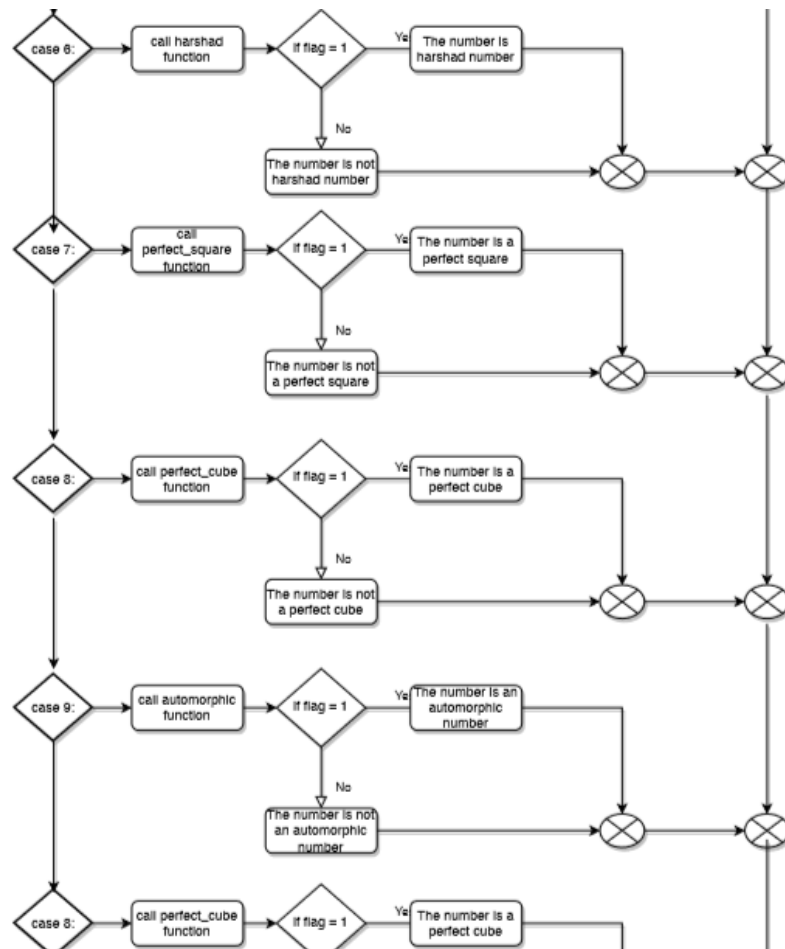 case 6:
call harshad
function
if flag = 1
Ye
The number is
harshad number
No
The number is not
harshad number
case 7:
call
perfect_square
function
if flag = 1
Ye
The number is a
perfect square
No
The number is not
a perfect square
case 8:
call perfect_cube
function
if flag = 1
Ye
The number is a
perfect cube
No
The number is not
a perfect cube
case 9:
call automorphic
function
if flag = 1
Ye
The number is an
automorphic
number
No
The number is not
an automorphic
number
case 8:
call perfect_cube
function
if flag = 1
Ye
The number is a
perfect cube